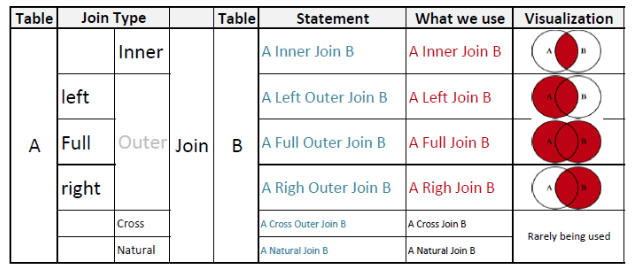 Table Join Type Table Statement What we use Visualization
Inner A Inner Join B A Inner Join B A B
left A Left Outer Join B A Left Join B A B
A Full Outer Join B A Full Outer Join B A Full Join B A B
right A Righ Outer Join B A Righ Join B A B
Cross A Cross Outer Join B A Cross Join B
Rarely being used
Natural A Natural Join B A Natural Join B